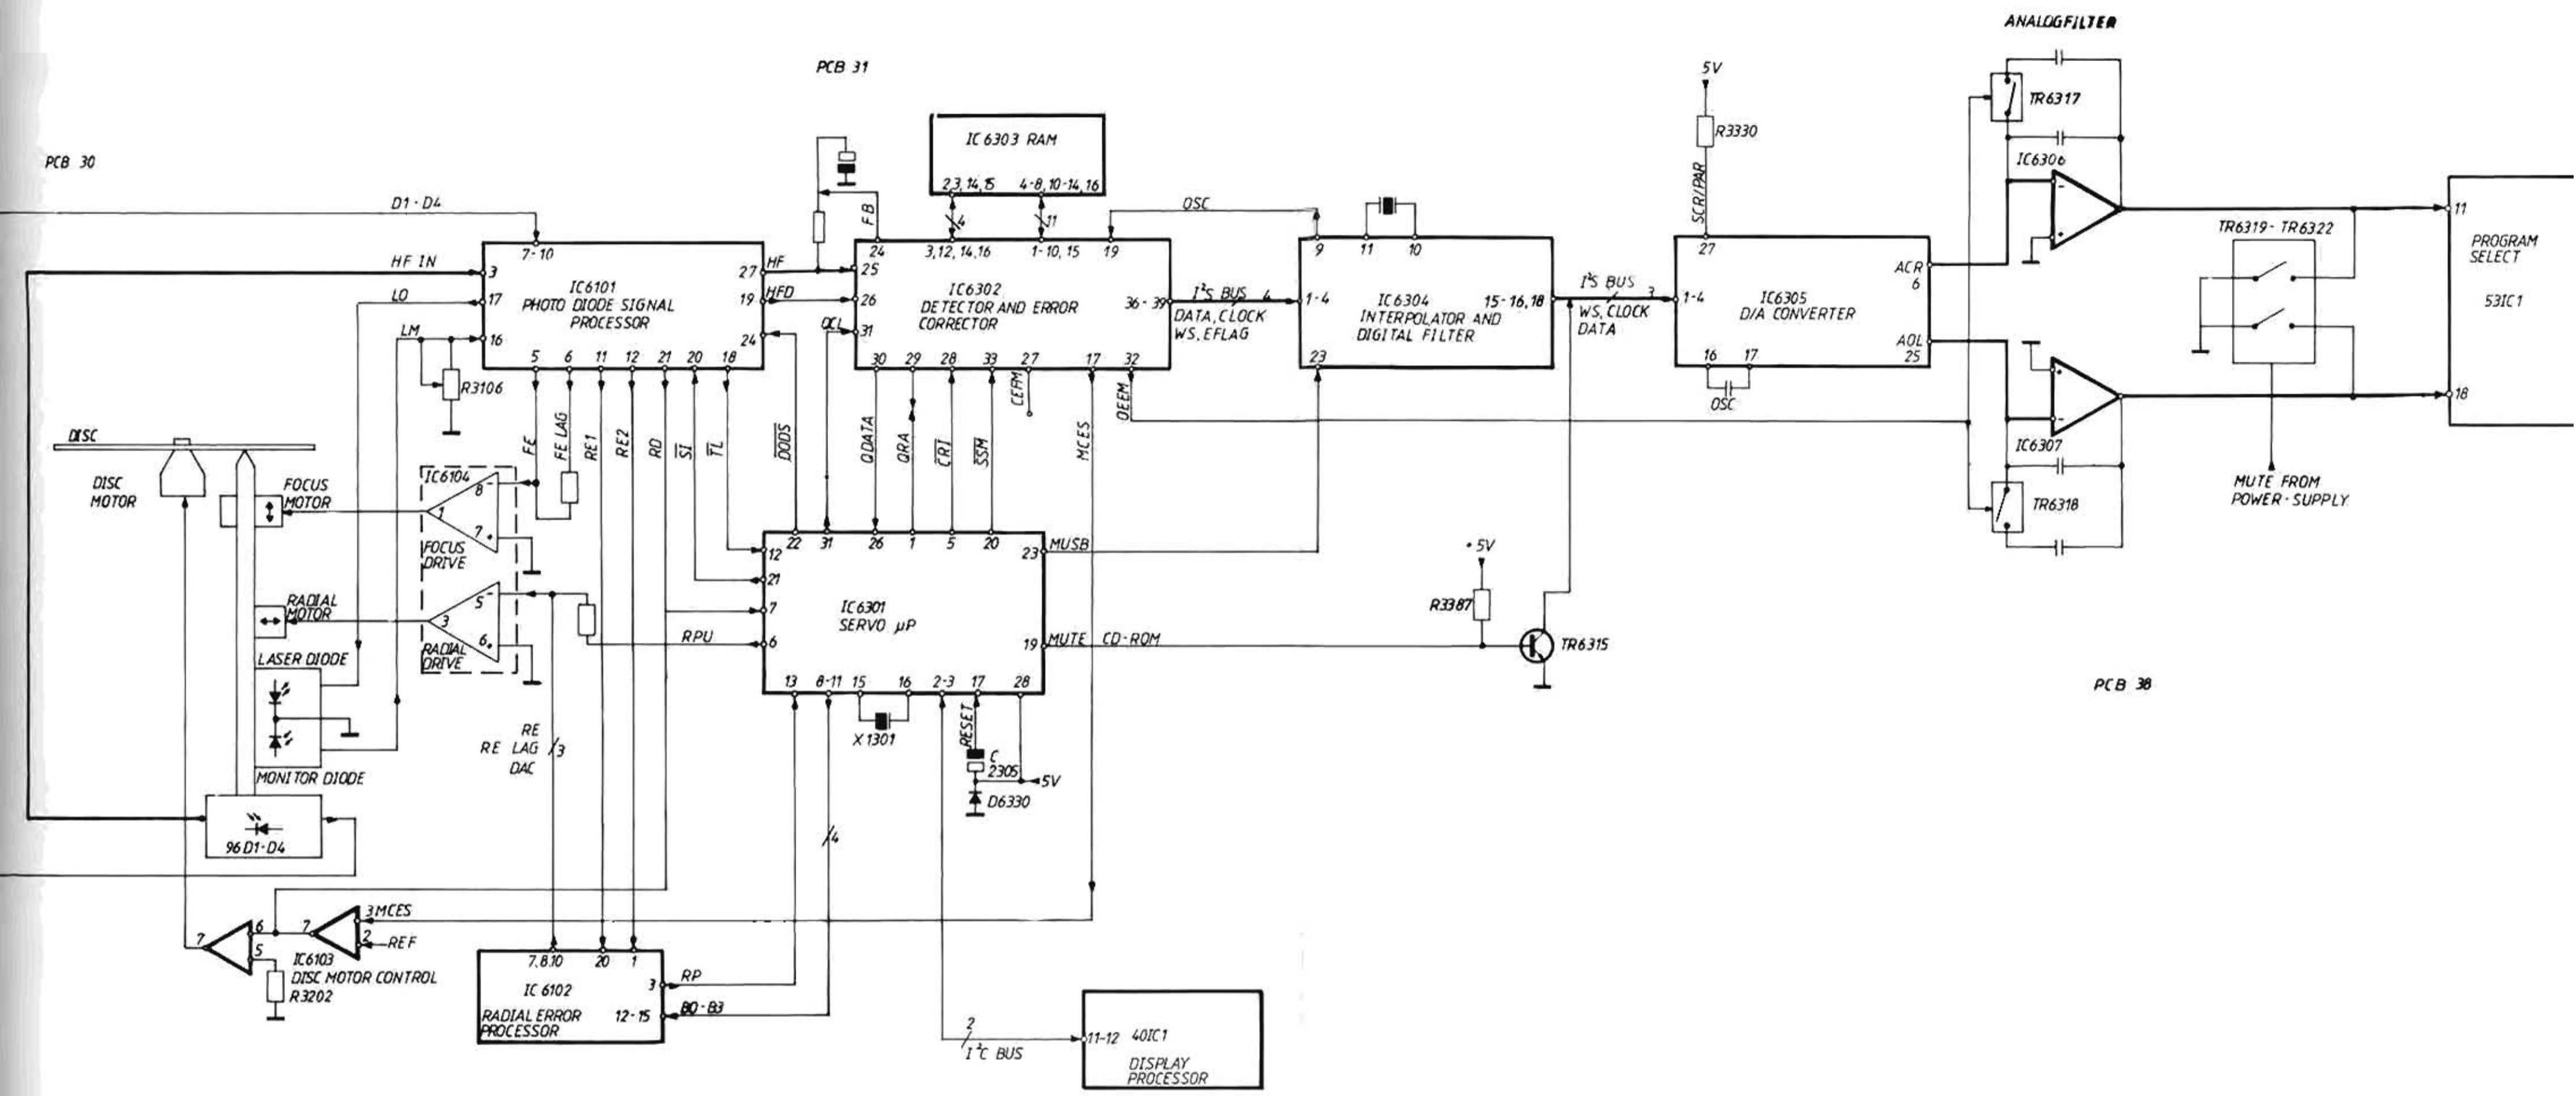 ANALOGFILTER
PCB 31
PCB 30
5V
R3330
SCR/PAR
TR6317
IC6303 RAM
2,3,14,15 4-8,10-14,16
4 11
D1-D4
FB
OSC
IC6306
-
+
HF IN
3
LO
17
LM
16
7-10
IC6101
PHOTO DIODE SIGNAL
PROCESSOR
27 HF
19 HFD
24
5 6 11 12 21 20 18
R3106
24 3,12,14,16 1-10,15 19
25
26
DCL 31
IC6302
DETECTOR AND ERROR
CORRECTOR
36-39
30 29 28 33 27 17 32
I²S BUS 4
DATA,CLOCK
WS,EFLAG
9 11 10
1-4
IC6304
INTERPOLATOR AND
DIGITAL FILTER
15-16,18
23
I²S BUS 3
WS,CLOCK
DATA
27
1-4
IC6305
D/A CONVERTER
ACR
6
AOL
25
16 17
OSC
TR6319-TR6322
11
PROGRAM
SELECT
53IC1
18
+
-
IC6307
TR6318
MUTE FROM
POWER-SUPPLY
DISC
DISC
MOTOR
FOCUS
MOTOR
IC6104
8 -
1
7 +
FOCUS
DRIVE
RADIAL
MOTOR
5 -
3
6 +
RADIAL
DRIVE
FE
FE LAG
RE1
RE2
RD
SI
TL
DODS
QDATA
QRA
CRI
SSM
CEFM
MCES
DEEM
LASER DIODE
MONITOR DIODE
96D1-D4
RPU
22 31 26 1 5 20
12
21
7
6
IC6301
SERVO µP
23 MUSB
19 MUTE CD-ROM
13 8-11 15 16 2-3 17 28
+5V
R3387
TR6315
PCB 38
X1301
RESET
C
2305
5V
D6330
RE
RE LAG 3
DAC
4
7
6
5
7
3 MCES
2 REF
IC6103
DISC MOTOR CONTROL
R3202
7,8,10 20 1
IC 6102
RADIAL ERROR
PROCESSOR
3 RP
12-15 B0-B3
2
I²C BUS
11-12 40IC1
DISPLAY
PROCESSOR